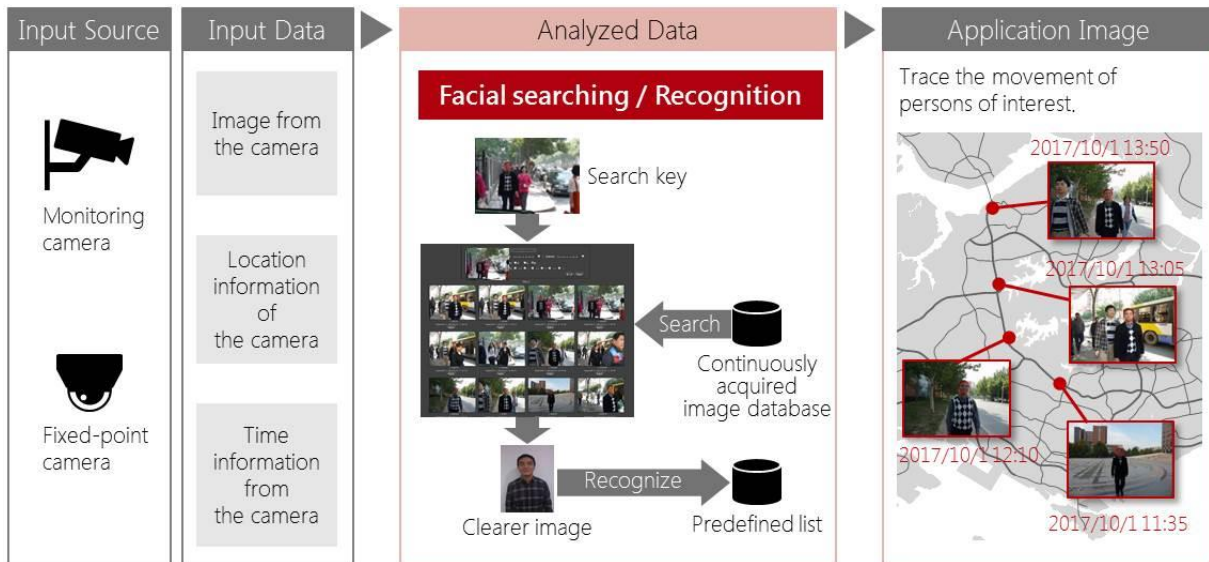 Input Source
Monitoring
camera
Fixed-point
camera
Input Data
Image from
the camera
Location
information
of
the camera
Time
information
from
the camera
Analyzed Data
Facial searching / Recognition
Search key
Search
Continuously
acquired
image database
Clearer image
Recognize
Predefined list
Application Image
Trace the movement of
persons of interest.
2017/10/1 13:50
2017/10/1 13:05
2017/10/1 12:10
2017/10/1 11:35